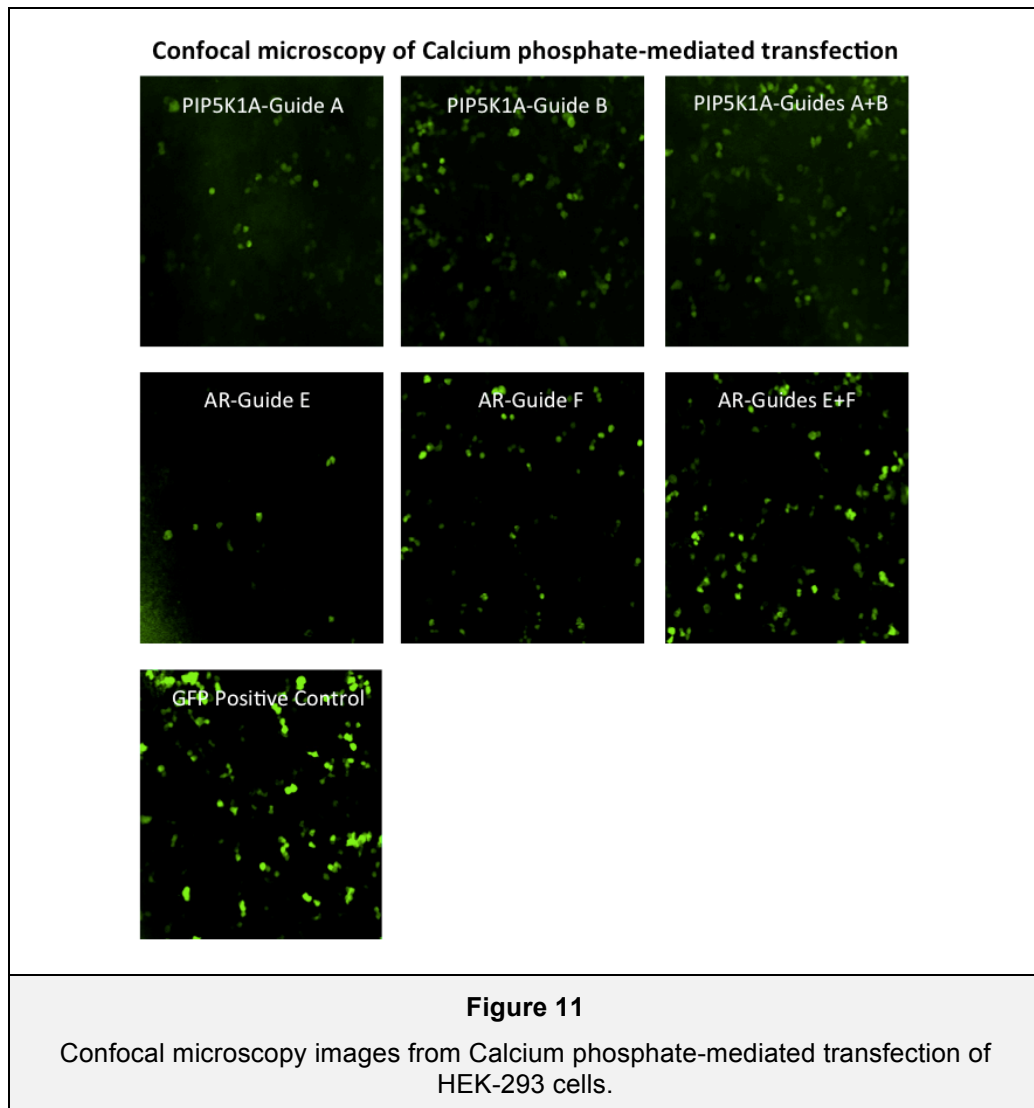 Confocal microscopy of Calcium phosphate-mediated transfection
PIP5K1A-Guide A
PIP5K1A-Guide B
PIP5K1A-Guides A+B
AR-Guide E
AR-Guide F
AR-Guides E+F
GFP Positive Control
Figure 11
Confocal microscopy images from Calcium phosphate-mediated transfection of
HEK-293 cells.